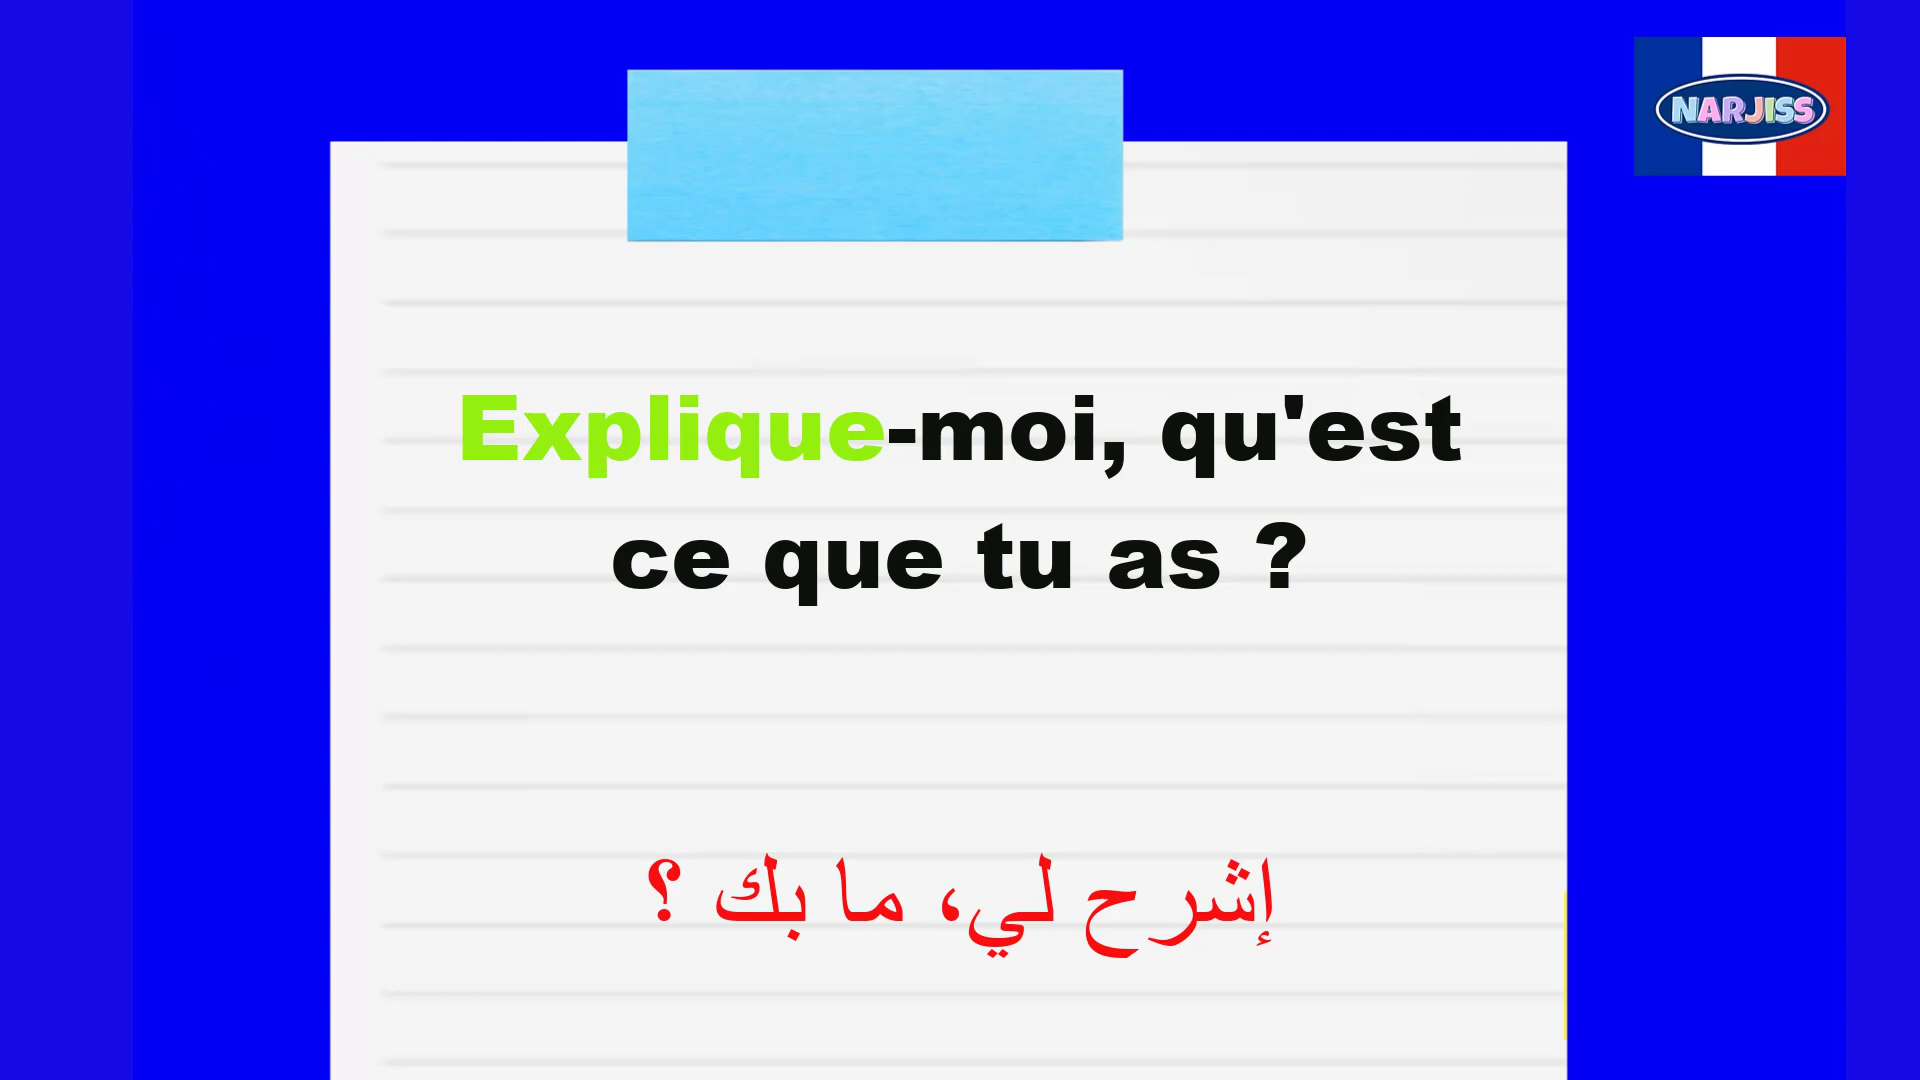 NARJISS
Explique-moi, qu'est
ce que tu as ?
إشرح لي، ما بك ؟